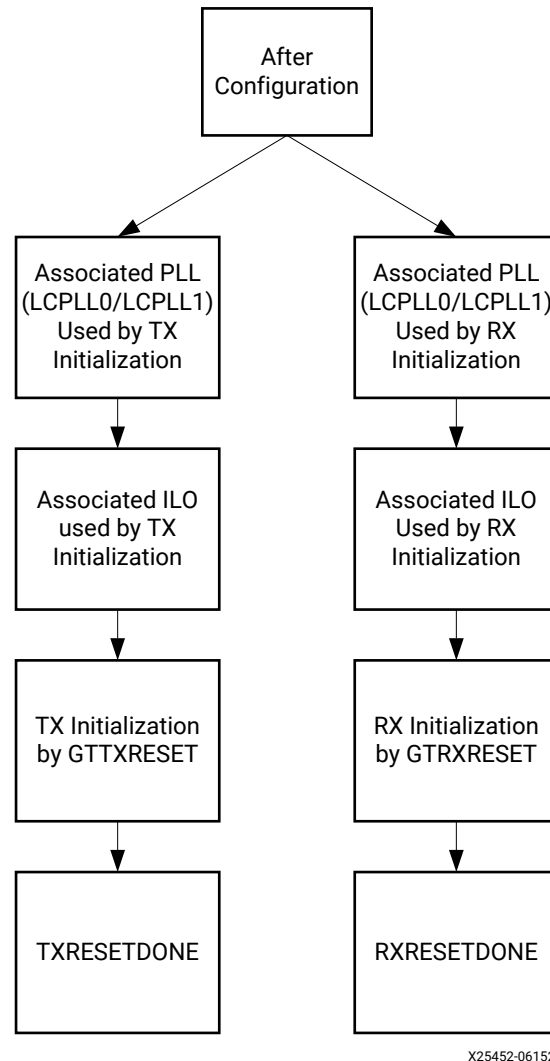 After
Configuration
Associated PLL
(LCPLL0/LCPLL1)
Used by TX
Initialization
Associated PLL
(LCPLL0/LCPLL1)
Used by RX
Initialization
Associated ILO
used by TX
Initialization
Associated ILO
Used by RX
Initialization
TX Initialization
by GTTXRESET
RX Initialization
by GTRXRESET
TXRESETDONE
RXRESETDONE
X25452-06152